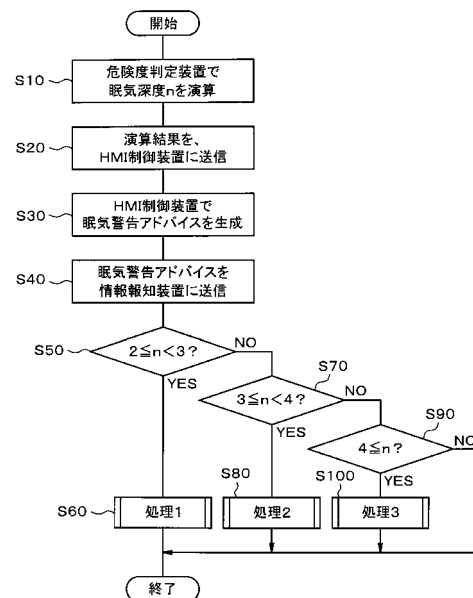 開始
S10
危険度判定装置で
眠気深度nを演算
S20
演算結果を、
HMI制御装置に送信
S30
HMI制御装置で
眠気警告アドバイスを生成
S40
眠気警告アドバイスを
情報報知装置に送信
S50
2≦n<3?
NO
YES
S70
3≦n<4?
NO
YES
S90
4≦n?
NO
YES
S60
処理1
S80
処理2
S100
処理3
終了